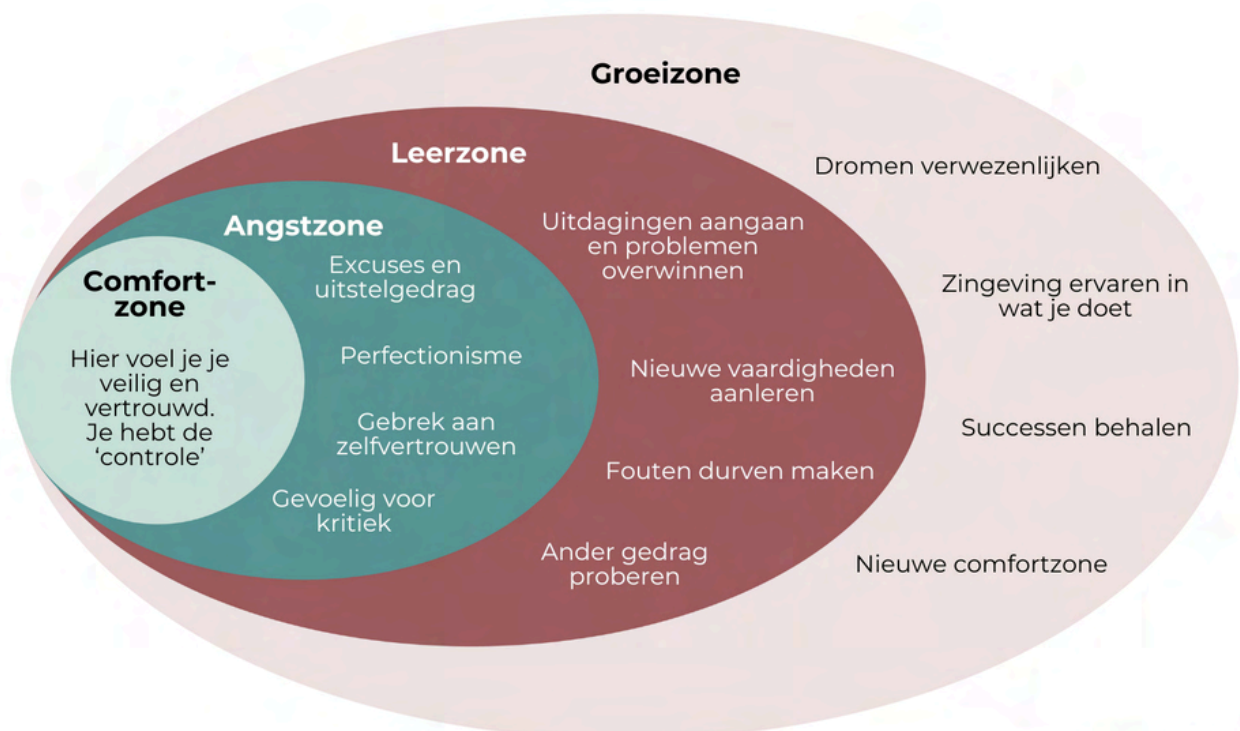 Groeizone
Dromen verwezenlijken
Zingeving ervaren in
wat je doet
Successen behalen
Nieuwe comfortzone
Leerzone
Uitdagingen aangaan
en problemen
overwinnen
Nieuwe vaardigheden
aanleren
Fouten durven maken
Ander gedrag
proberen
Angstzone
Excuses en
uitstelgedrag
Perfectionisme
Gebrek aan
zelfvertrouwen
Gevoelig voor
kritiek
Comfort-
zone
Hier voel je je
veilig en
vertrouwd.
Je hebt de
‘controle’